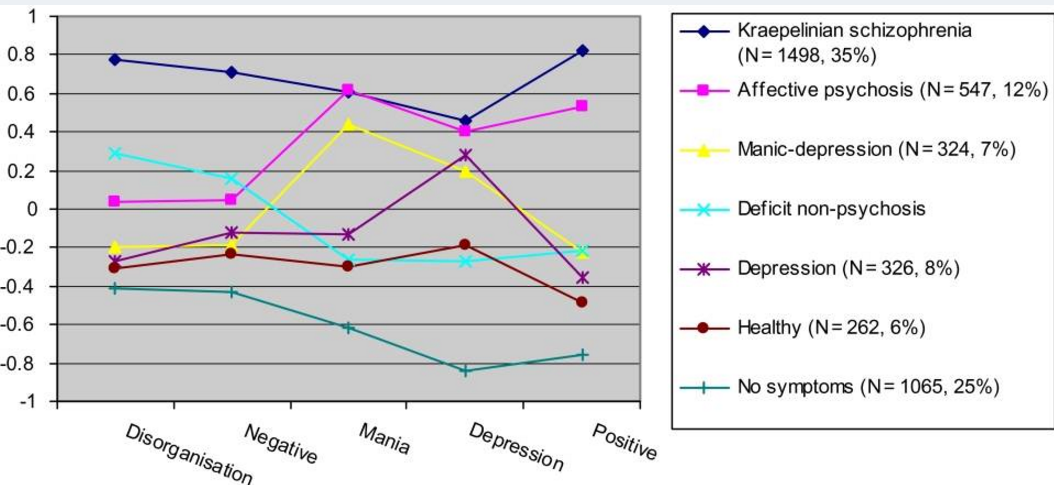 1
0.8
0.6
0.4
0.2
0
-0.2
-0.4
-0.6
-0.8
-1
Disorganisation
Negative
Mania
Depression
Positive
Kraepelinian schizophrenia
(N= 1498, 35%)
Affective psychosis (N= 547, 12%)
Manic-depression (N= 324, 7%)
Deficit non-psychosis
Depression (N= 326, 8%)
Healthy (N= 262, 6%)
No symptoms (N= 1065, 25%)